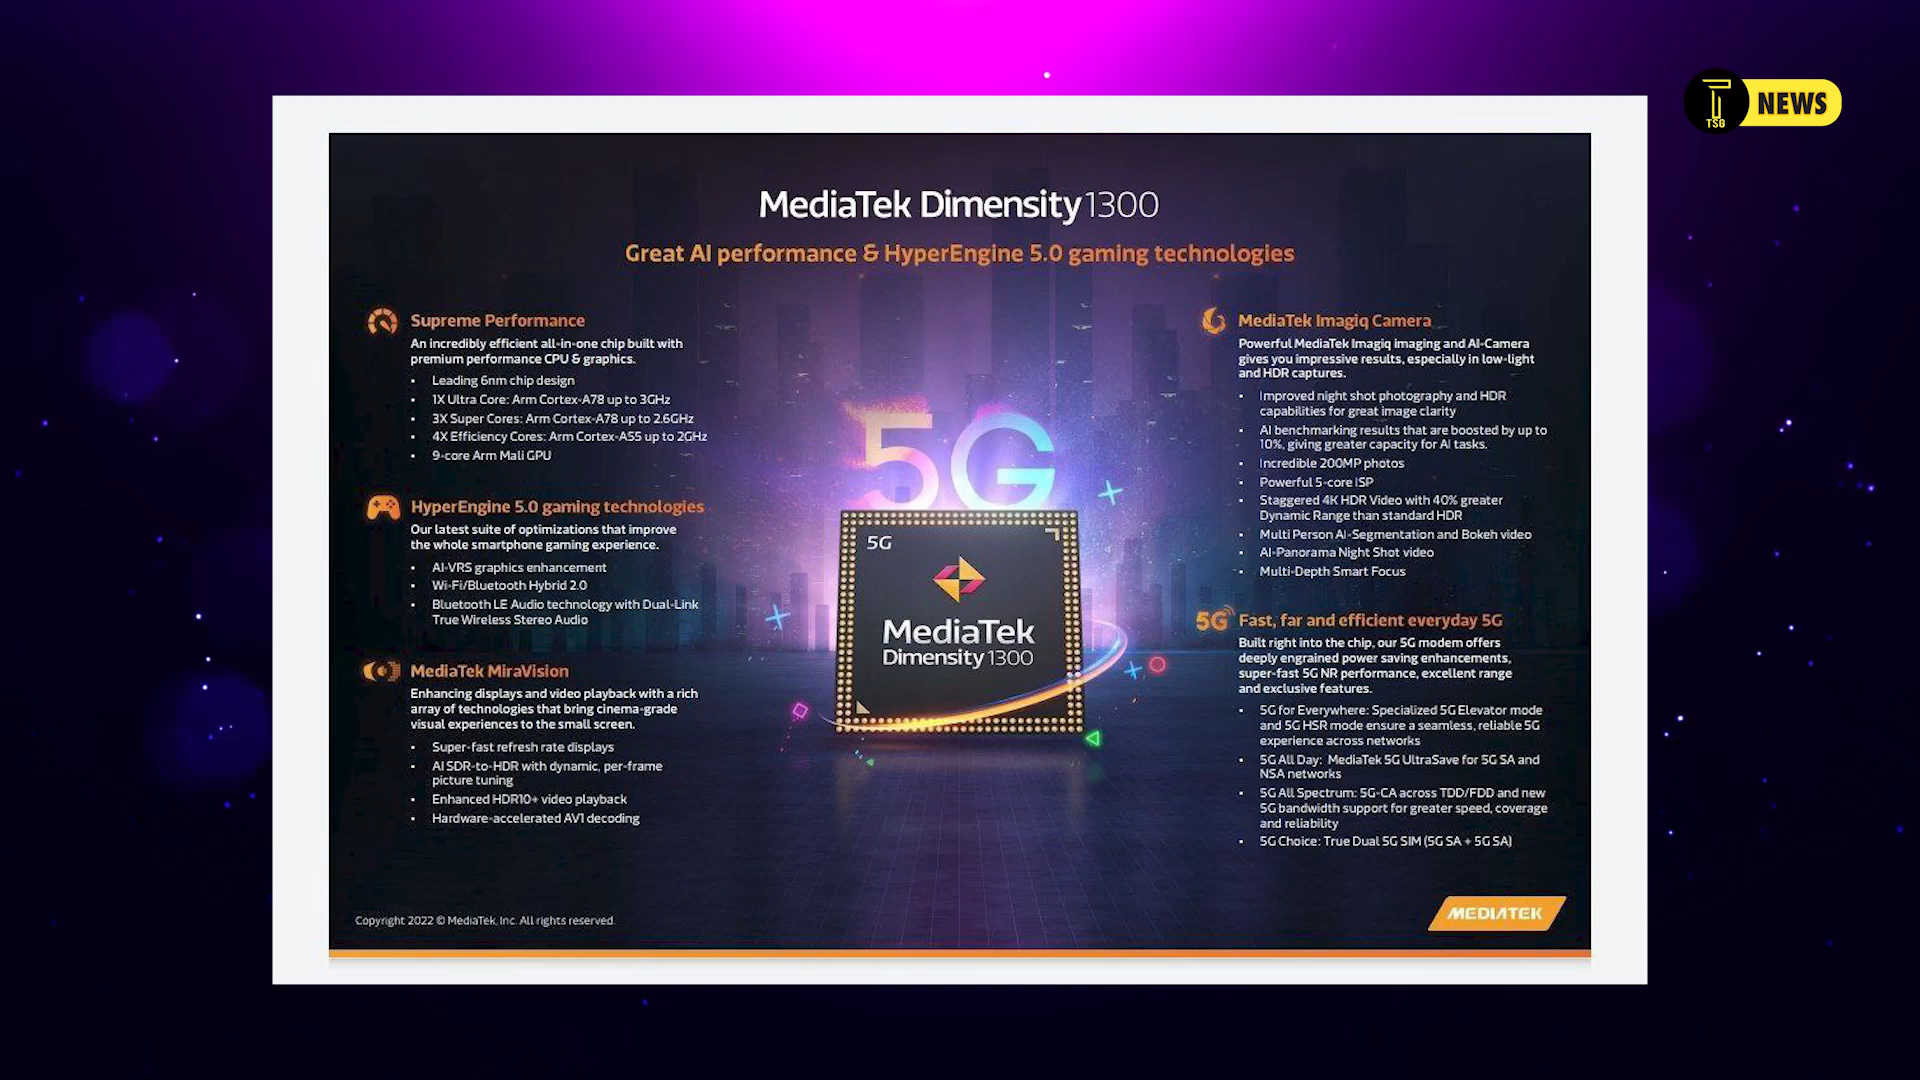 TSG
NEWS
MediaTek Dimensity 1300
Great AI performance & HyperEngine 5.0 gaming technologies
Supreme Performance
An incredibly efficient all-in-one chip built with
premium performance CPU & graphics.
• Leading 6nm chip design
• 1X Ultra Core: Arm Cortex-A78 up to 3GHz
• 3X Super Cores: Arm Cortex-A78 up to 2.6GHz
• 4X Efficiency Cores: Arm Cortex-A55 up to 2GHz
• 9-core Arm Mali GPU
HyperEngine 5.0 gaming technologies
Our latest suite of optimizations that improve
the whole smartphone gaming experience.
• AI-VRS graphics enhancement
• Wi-Fi/Bluetooth Hybrid 2.0
• Bluetooth LE Audio technology with Dual-Link
True Wireless Stereo Audio
MediaTek MiraVision
Enhancing displays and video playback with a rich
array of technologies that bring cinema-grade
visual experiences to the small screen.
• Super-fast refresh rate displays
• AI SDR-to-HDR with dynamic, per-frame
picture tuning
• Enhanced HDR10+ video playback
• Hardware-accelerated AV1 decoding
5G
5G
MediaTek
Dimensity 1300
MediaTek Imagiq Camera
Powerful MediaTek Imagiq imaging and AI-Camera
gives you impressive results, especially in low-light
and HDR captures.
• Improved night shot photography and HDR
capabilities for great image clarity
• AI benchmarking results that are boosted by up to
10%, giving greater capacity for AI tasks.
• Incredible 200MP photos
• Powerful 5-core ISP
• Staggered 4K HDR Video with 40% greater
Dynamic Range than standard HDR
• Multi Person AI-Segmentation and Bokeh video
• AI-Panorama Night Shot video
• Multi-Depth Smart Focus
5G Fast, far and efficient everyday 5G
Built right into the chip, our 5G modem offers
deeply engrained power saving enhancements,
super-fast 5G NR performance, excellent range
and exclusive features.
• 5G for Everywhere: Specialized 5G Elevator mode
and 5G HSR mode ensure a seamless, reliable 5G
experience across networks
• 5G All Day: MediaTek 5G UltraSave for 5G SA and
NSA networks
• 5G All Spectrum: 5G-CA across TDD/FDD and new
5G bandwidth support for greater speed, coverage
and reliability
• 5G Choice: True Dual 5G SIM (5G SA + 5G SA)
Copyright 2022 © MediaTek, Inc. All rights reserved.
MEDIATEK